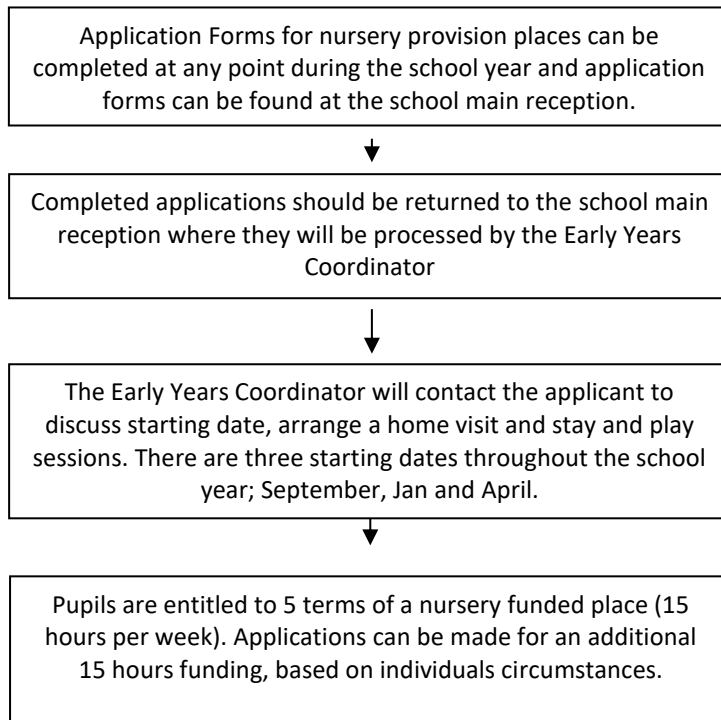 Application Forms for nursery provision places can be
completed at any point during the school year and application
forms can be found at the school main reception.
Completed applications should be returned to the school main
reception where they will be processed by the Early Years
Coordinator
The Early Years Coordinator will contact the applicant to
discuss starting date, arrange a home visit and stay and play
sessions. There are three starting dates throughout the school
year; September, Jan and April.
Pupils are entitled to 5 terms of a nursery funded place (15
hours per week). Applications can be made for an additional
15 hours funding, based on individuals circumstances.